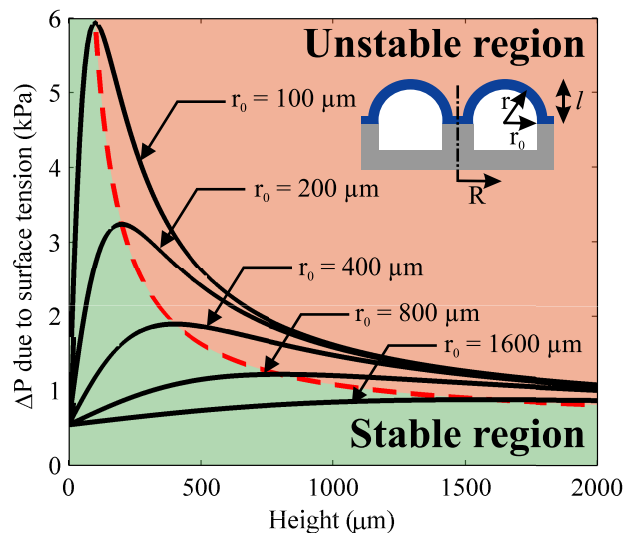 6
5
4
3
2
1
0
ΔP due to surface tension (kPa)
Unstable region
r
r₀
l
R
r₀ = 100 µm
r₀ = 200 µm
r₀ = 400 µm
r₀ = 800 µm
r₀ = 1600 µm
Stable region
0 500 1000 1500 2000
Height (µm)